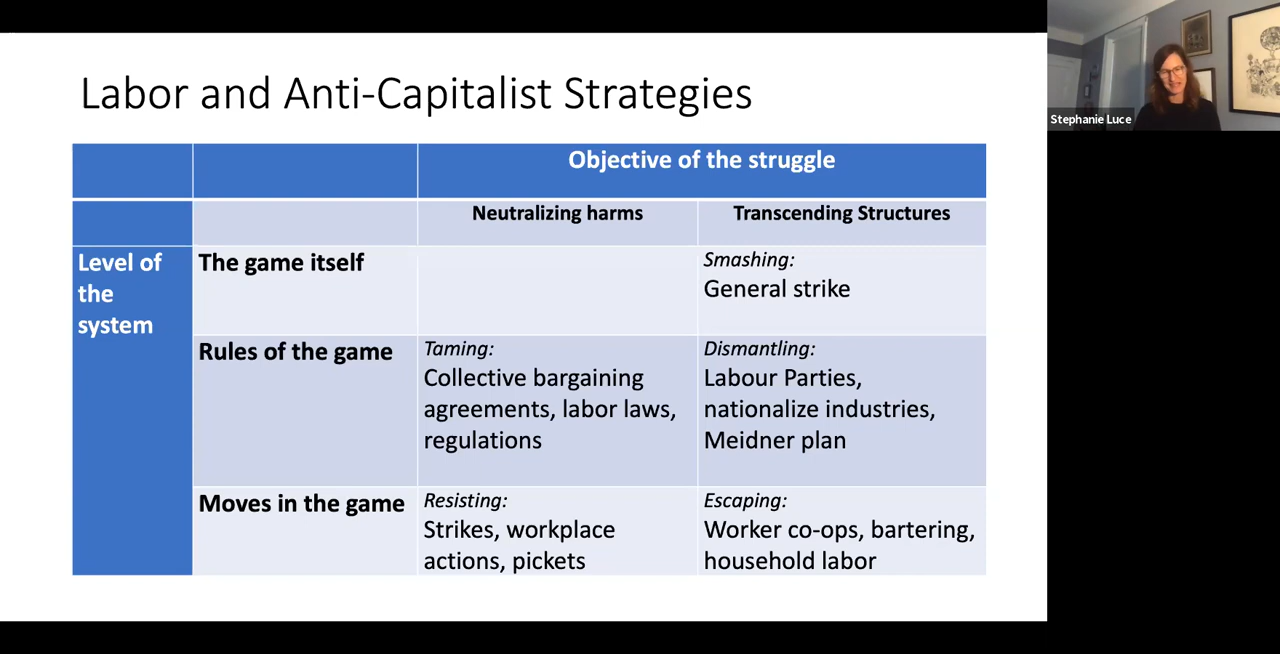 Labor and Anti-Capitalist Strategies
Stephanie Luce
Objective of the struggle
Neutralizing harms
Transcending Structures
Level of
the
system
The game itself
Smashing:
General strike
Rules of the game
Taming:
Collective bargaining
agreements, labor laws,
regulations
Dismantling:
Labour Parties,
nationalize industries,
Meidner plan
Moves in the game
Resisting:
Strikes, workplace
actions, pickets
Escaping:
Worker co-ops, bartering,
household labor